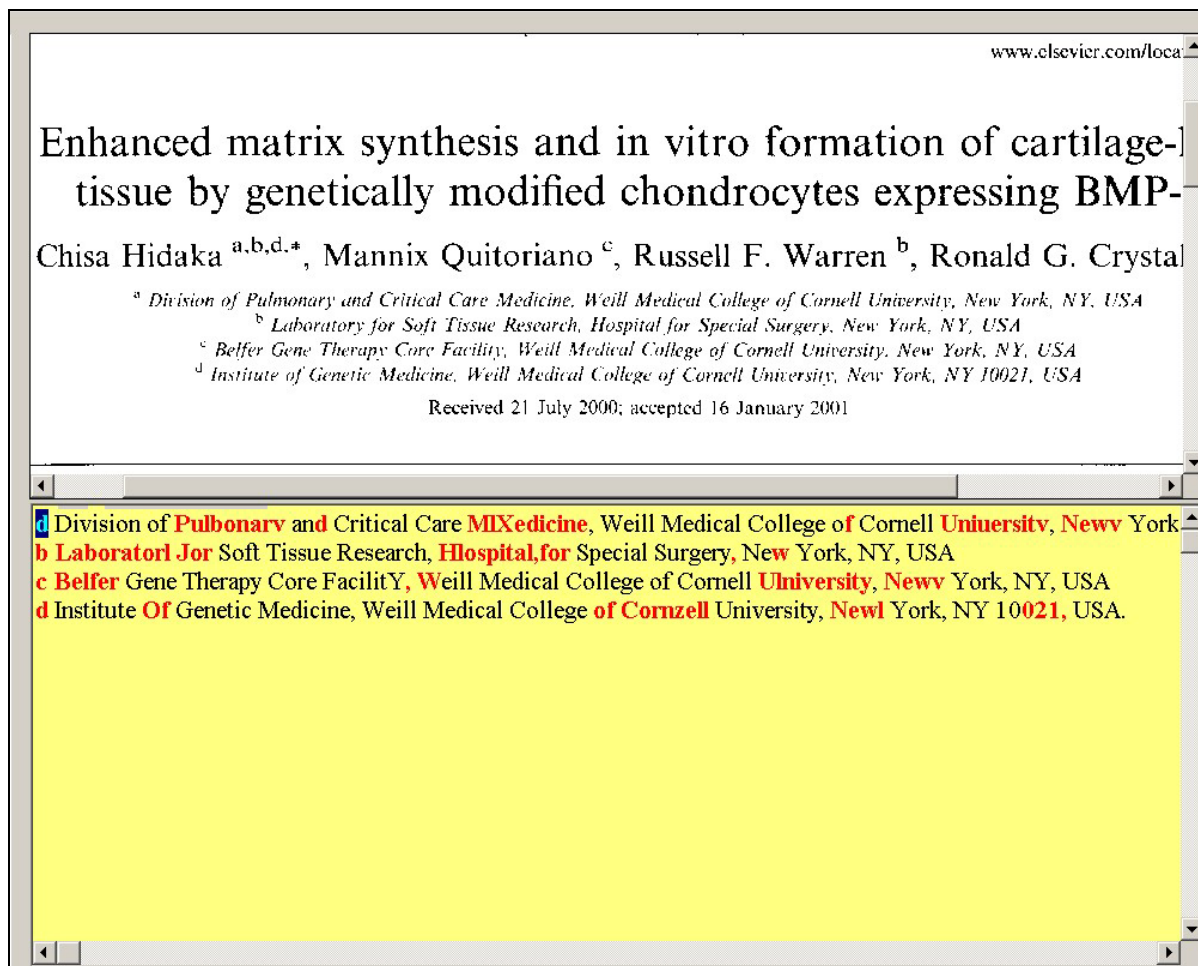 www.elsevier.com/loca
Enhanced matrix synthesis and in vitro formation of cartilage-l
tissue by genetically modified chondrocytes expressing BMP-
Chisa Hidaka a,b,d,*, Mannix Quitoriano c, Russell F. Warren b, Ronald G. Crystal
a Division of Pulmonary and Critical Care Medicine, Weill Medical College of Cornell University, New York, NY, USA
b Laboratory for Soft Tissue Research, Hospital for Special Surgery, New York, NY, USA
c Belfer Gene Therapy Core Facility, Weill Medical College of Cornell University, New York, NY, USA
d Institute of Genetic Medicine, Weill Medical College of Cornell University, New York, NY 10021, USA
Received 21 July 2000; accepted 16 January 2001
d Division of Pulbonarv and Critical Care MIXedicine, Weill Medical College of Cornell Uniuersitv, Newv York
b Laboratorl Jor Soft Tissue Research, Hlospital,for Special Surgery, New York, NY, USA
c Belfer Gene Therapy Core FacilitY, Weill Medical College of Cornell Ulniversity, Newv York, NY, USA
d Institute Of Genetic Medicine, Weill Medical College of Cornzell University, Newl York, NY 10021, USA.